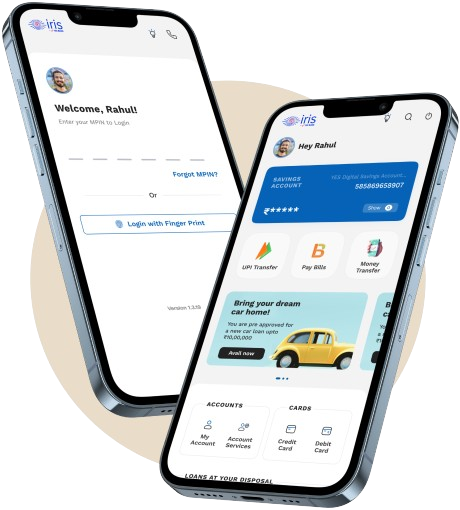 iris
Welcome, Rahul!
Enter your MPIN to Login
Forgot MPIN?
Or
Login with Finger Print
Version 1.3.15
iris
Hey Rahul
SAVINGS
ACCOUNT
YES Digital Savings Account...
585869658907
₹*****
Show
UPI Transfer
Pay Bills
Money
Transfer
Bring your dream
car home!
You are pre approved for
a new car loan upto
₹10,00,000
Avail now
B
c
ACCOUNTS
My
Account
Account
Services
CARDS
Credit
Card
Debit
Card
LOANS AT YOUR DISPOSAL